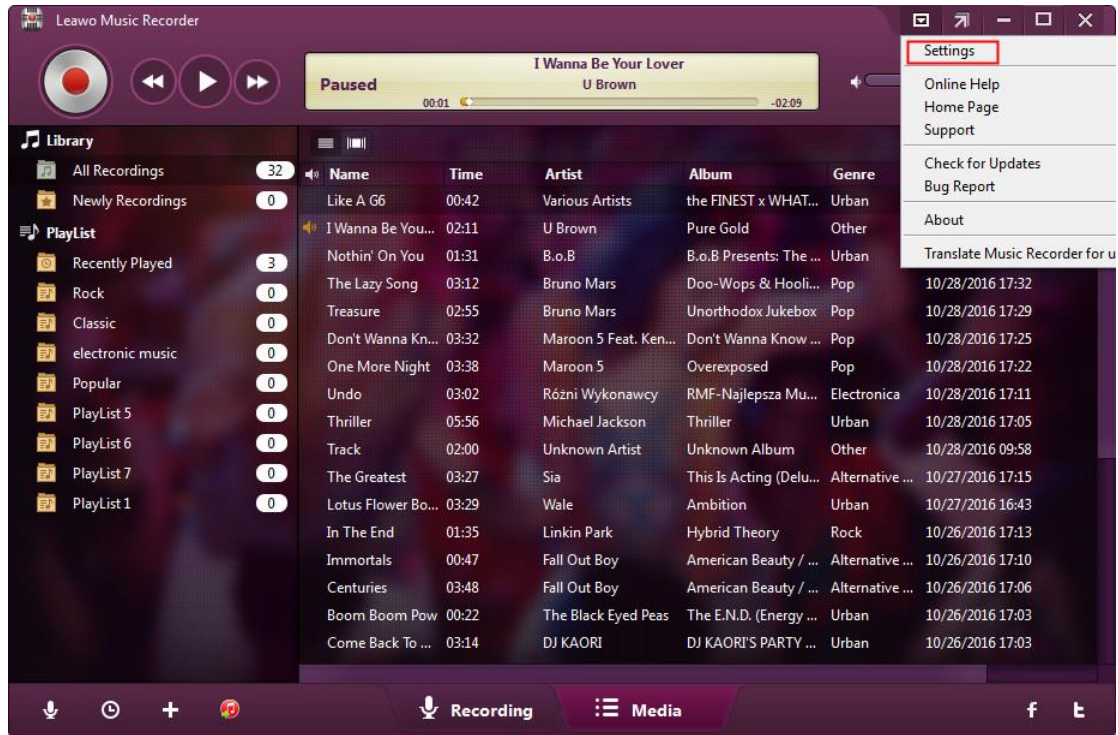 Leawo Music Recorder
I Wanna Be Your Lover
Paused U Brown
00:01 -02:09
Settings
Online Help
Home Page
Support
Check for Updates
Bug Report
About
Translate Music Recorder for u
Library
All Recordings 32
Newly Recordings 0
PlayList
Recently Played 3
Rock 0
Classic 0
electronic music 0
Popular 0
PlayList 5 0
PlayList 6 0
PlayList 7 0
PlayList 1 0
Name Time Artist Album Genre
Like A G6 00:42 Various Artists the FINEST x WHAT... Urban
I Wanna Be You... 02:11 U Brown Pure Gold Other
Nothin' On You 01:31 B.o.B B.o.B Presents: The ... Urban
The Lazy Song 03:12 Bruno Mars Doo-Wops & Hooli... Pop 10/28/2016 17:32
Treasure 02:55 Bruno Mars Unorthodox Jukebox Pop 10/28/2016 17:29
Don't Wanna Kn... 03:32 Maroon 5 Feat. Ken... Don't Wanna Know ... Pop 10/28/2016 17:25
One More Night 03:38 Maroon 5 Overexposed Pop 10/28/2016 17:22
Undo 03:02 Różni Wykonawcy RMF-Najlepsza Mu... Electronica 10/28/2016 17:11
Thriller 05:56 Michael Jackson Thriller Urban 10/28/2016 17:05
Track 02:00 Unknown Artist Unknown Album Other 10/28/2016 09:58
The Greatest 03:27 Sia This Is Acting (Delu... Alternative ... 10/27/2016 17:15
Lotus Flower Bo... 03:29 Wale Ambition Urban 10/27/2016 16:43
In The End 01:35 Linkin Park Hybrid Theory Rock 10/26/2016 17:13
Immortals 00:47 Fall Out Boy American Beauty / ... Alternative ... 10/26/2016 17:10
Centuries 03:48 Fall Out Boy American Beauty / ... Alternative ... 10/26/2016 17:06
Boom Boom Pow 00:22 The Black Eyed Peas The E.N.D. (Energy ... Urban 10/26/2016 17:03
Come Back To ... 03:14 DJ KAORI DJ KAORI'S PARTY ... Urban 10/26/2016 17:03
Recording Media